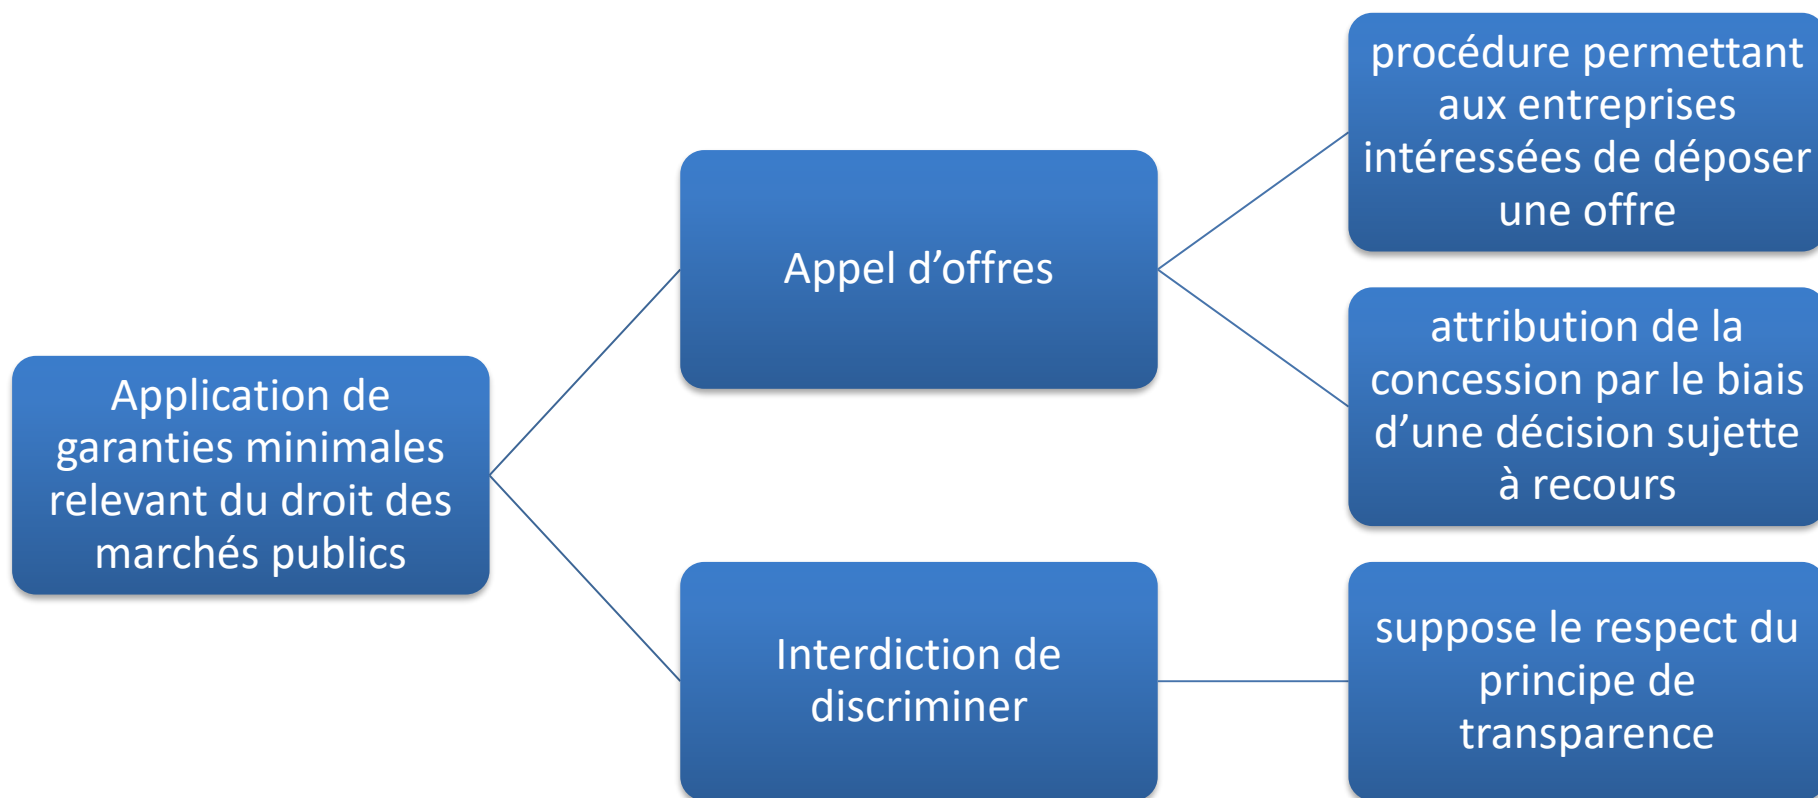 Application de
garanties minimales
relevant du droit des
marchés publics
Appel d’offres
procédure permettant
aux entreprises
intéressées de déposer
une offre
attribution de la
concession par le biais
d’une décision sujette
à recours
Interdiction de
discriminer
suppose le respect du
principe de
transparence